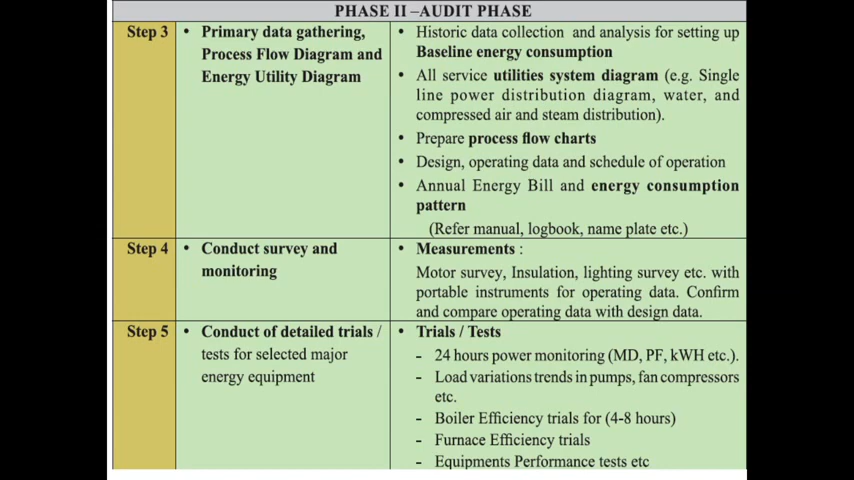 PHASE II –AUDIT PHASE
Step 3
• Primary data gathering,
Process Flow Diagram and
Energy Utility Diagram
• Historic data collection and analysis for setting up
Baseline energy consumption
• All service utilities system diagram (e.g. Single
line power distribution diagram, water, and
compressed air and steam distribution).
• Prepare process flow charts
• Design, operating data and schedule of operation
• Annual Energy Bill and energy consumption
pattern
(Refer manual, logbook, name plate etc.)
Step 4
• Conduct survey and
monitoring
• Measurements :
Motor survey, Insulation, lighting survey etc. with
portable instruments for operating data. Confirm
and compare operating data with design data.
Step 5
• Conduct of detailed trials /
tests for selected major
energy equipment
• Trials / Tests
- 24 hours power monitoring (MD, PF, kWH etc.).
- Load variations trends in pumps, fan compressors
etc.
- Boiler Efficiency trials for (4-8 hours)
- Furnace Efficiency trials
- Equipments Performance tests etc